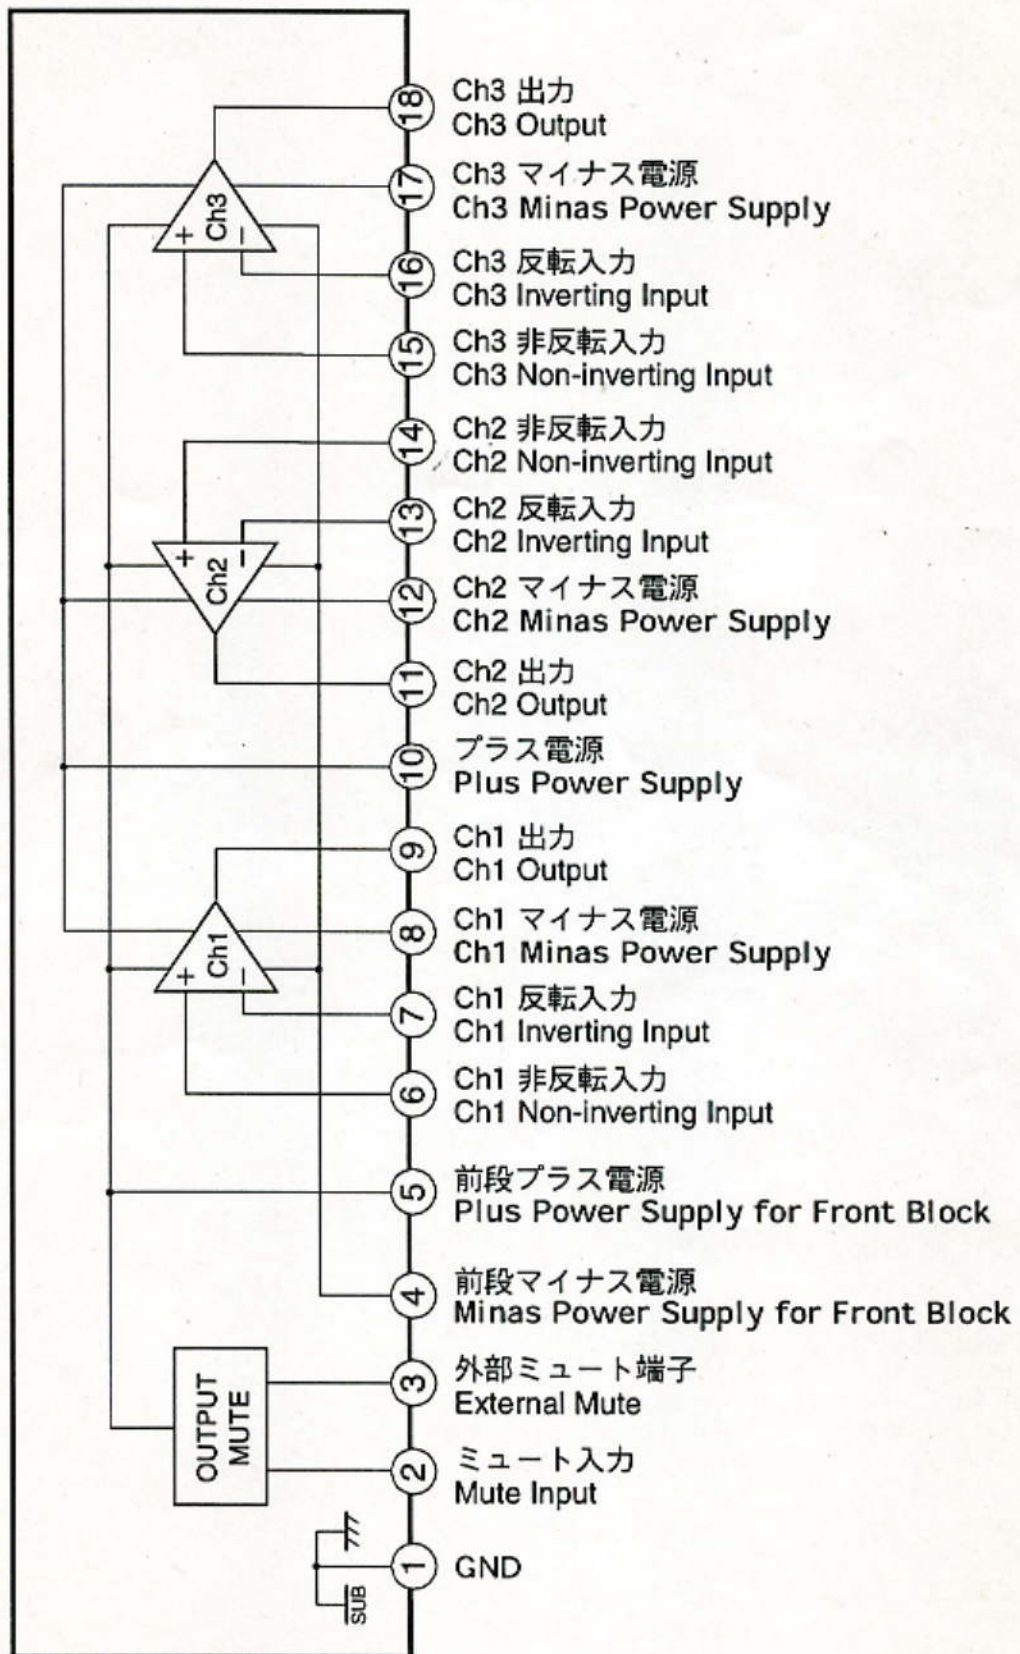 18
Ch3 出力
Ch3 Output
17
Ch3 マイナス電源
Ch3 Minas Power Supply
Ch3
+
−
16
Ch3 反転入力
Ch3 Inverting Input
15
Ch3 非反転入力
Ch3 Non-inverting Input
14
Ch2 非反転入力
Ch2 Non-inverting Input
13
Ch2 反転入力
Ch2 Inverting Input
+
−
Ch2
12
Ch2 マイナス電源
Ch2 Minas Power Supply
11
Ch2 出力
Ch2 Output
10
プラス電源
Plus Power Supply
9
Ch1 出力
Ch1 Output
8
Ch1 マイナス電源
Ch1 Minas Power Supply
Ch1
+
−
7
Ch1 反転入力
Ch1 Inverting Input
6
Ch1 非反転入力
Ch1 Non-inverting Input
5
前段プラス電源
Plus Power Supply for Front Block
4
前段マイナス電源
Minas Power Supply for Front Block
OUTPUT
MUTE
3
外部ミュート端子
External Mute
2
ミュート入力
Mute Input
1
GND
SUB